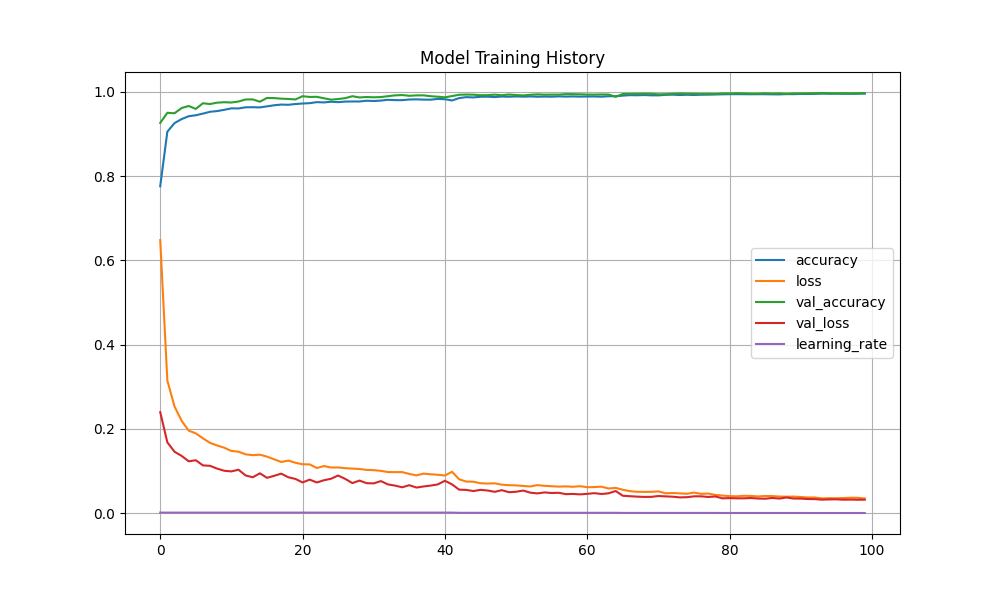 Model Training History
1.0
0.8
0.6
0.4
0.2
0.0
accuracy
loss
val_accuracy
val_loss
learning_rate
0 20 40 60 80 100